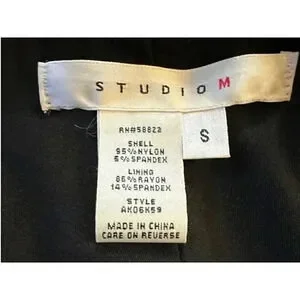 STUDIO M
S
RN#58822
SHELL
95%NYLON
5%SPANDEX
LINING
86%RAYON
14%SPANDEX
STYLE
AK06K59
MADE IN CHINA
CARE ON REVERSE